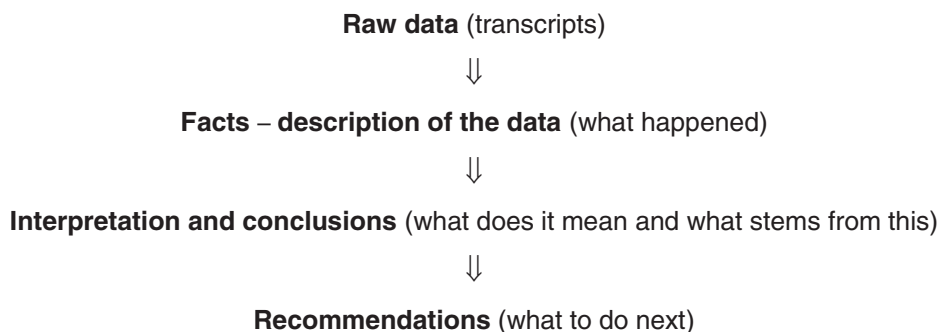 Raw data (transcripts)
⇓
Facts – description of the data (what happened)
⇓
Interpretation and conclusions (what does it mean and what stems from this)
⇓
Recommendations (what to do next)